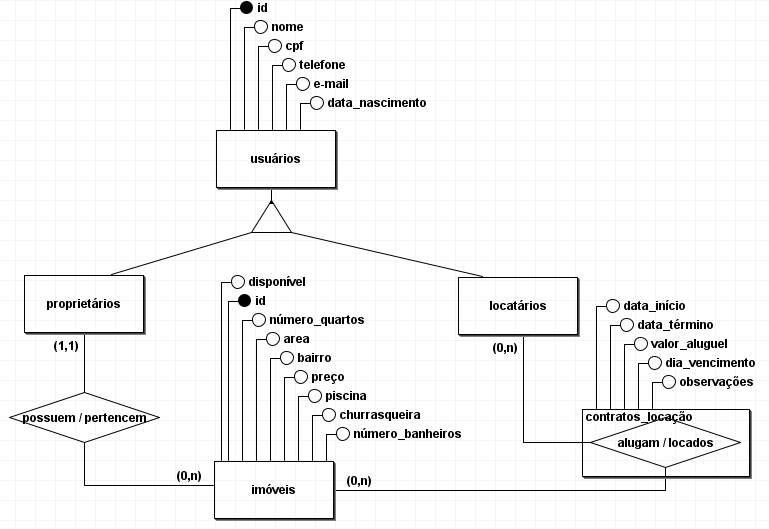 id
nome
cpf
telefone
e-mail
data_nascimento
usuários
proprietários
locatários
disponível
id
número_quartos
area
bairro
preço
piscina
churrasqueira
número_banheiros
data_início
data_término
valor_aluguel
dia_vencimento
observações
(1,1)
(0,n)
possuem / pertencem
contratos_locação
alugam / locados
(0,n)
imóveis
(0,n)